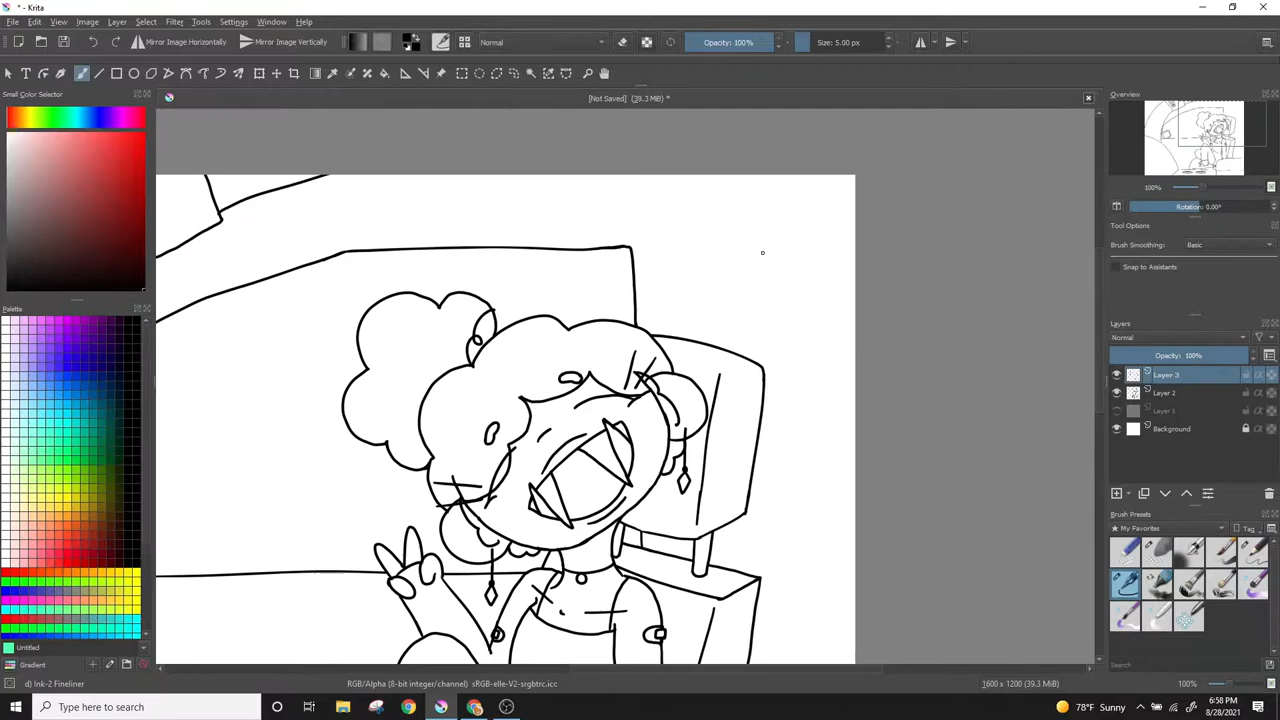 * - Krita
File Edit View Image Layer Select Filter Tools Settings Window Help
Mirror Image Horizontally Mirror Image Vertically Normal Opacity: 100% Size: 5.00 px
Small Color Selector
[Not Saved] (39.3 MiB) *
Overview
100%
Rotation: 0.00°
Tool Options
Brush Smoothing: Basic
Snap to Assistants
Palette
Layers
Normal
Opacity: 100%
Layer 3
Layer 2
Layer 1
Background
Brush Presets
My Favorites Tag
Untitled
Gradient
Search
d) Ink-2 Fineliner RGB/Alpha (8-bit integer/channel) sRGB-elle-V2-srgbtrc.icc 1600 x 1200 (39.3 MiB) 100%
Type here to search
78°F Sunny
6:58 PM
8/28/2021